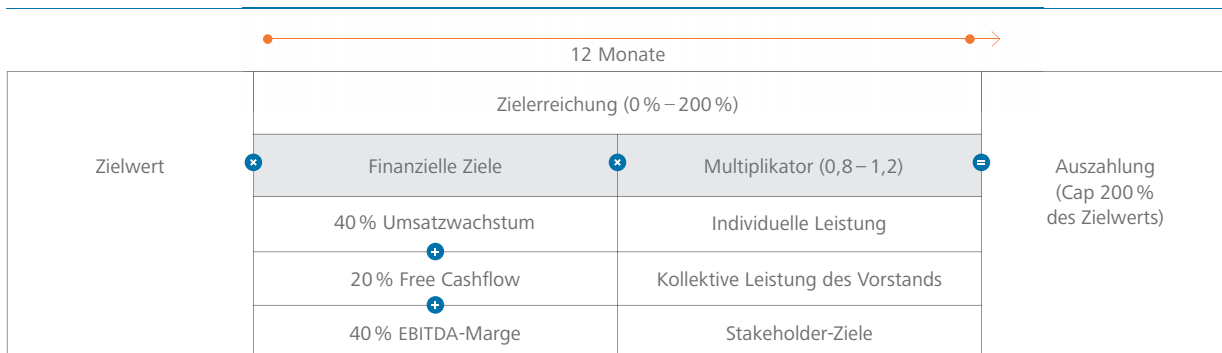 12 Monate
Zielerreichung (0 % – 200 %)
Zielwert
×
Finanzielle Ziele
×
Multiplikator (0,8 – 1,2)
=
Auszahlung
(Cap 200 %
des Zielwerts)
40 % Umsatzwachstum
Individuelle Leistung
+
20 % Free Cashflow
Kollektive Leistung des Vorstands
+
40 % EBITDA-Marge
Stakeholder-Ziele